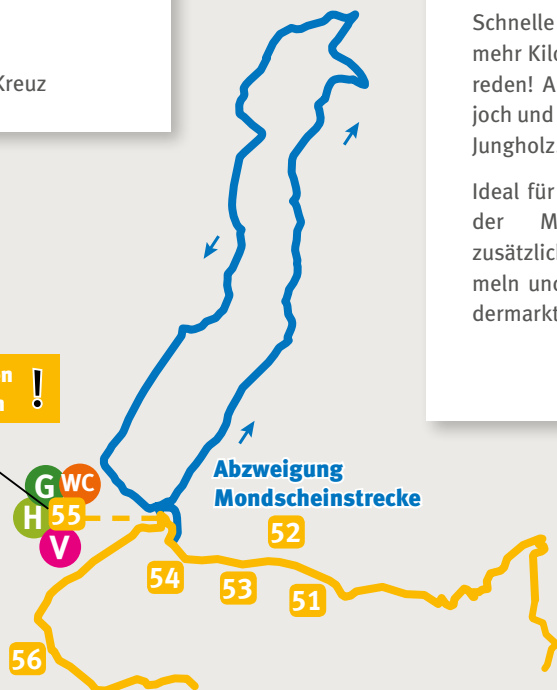 Kreuz
Schnelle
mehr Kilo
reden! A
joch und
Jungholz
Ideal für
der M
zusätzlich
meln und
dermarkt
n !
n
G WC
H 55
V
Abzweigung
Mondscheinstrecke
52
54
53
51
56